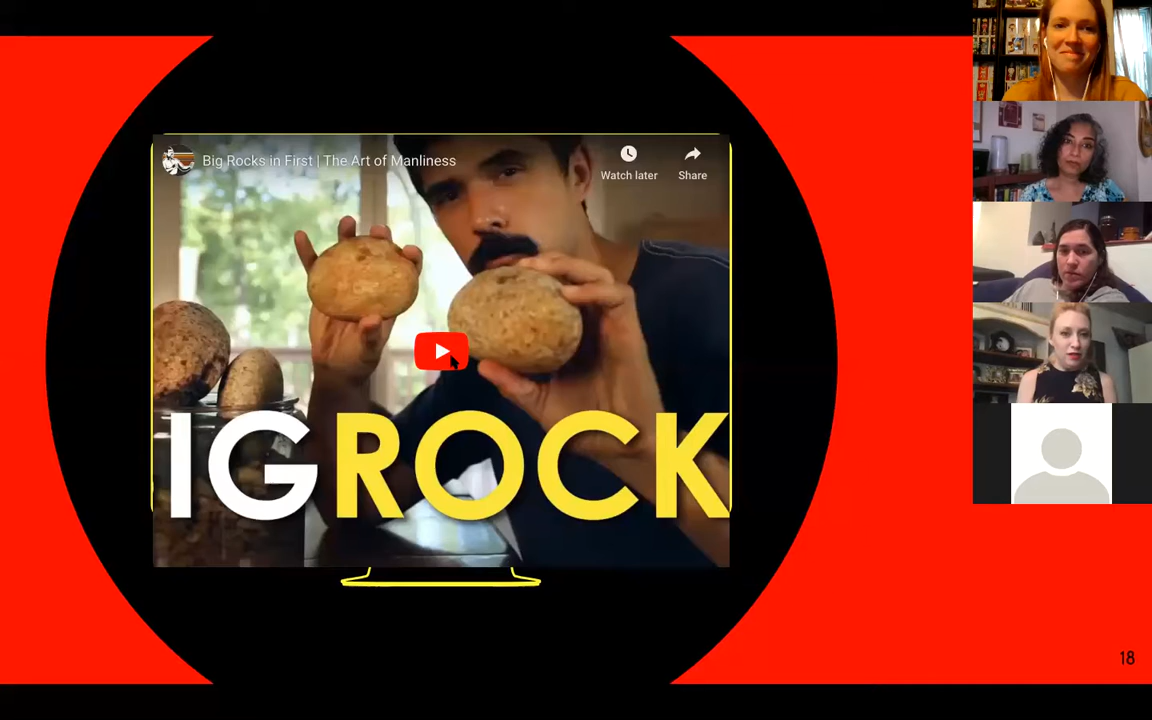 Big Rocks in First | The Art of Manliness
Watch later
Share
IG ROCK
18